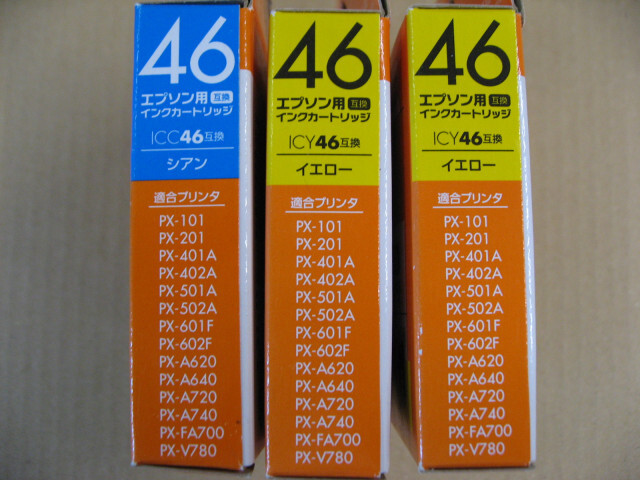 46
エプソン用 互換
インクカートリッジ
ICC46互換
シアン
適合プリンタ
PX-101
PX-201
PX-401A
PX-402A
PX-501A
PX-502A
PX-601F
PX-602F
PX-A620
PX-A640
PX-A720
PX-A740
PX-FA700
PX-V780
46
エプソン用 互換
インクカートリッジ
ICY46互換
イエロー
適合プリンタ
PX-101
PX-201
PX-401A
PX-402A
PX-501A
PX-502A
PX-601F
PX-602F
PX-A620
PX-A640
PX-A720
PX-A740
PX-FA700
PX-V780
46
エプソン用 互換
インクカートリッジ
ICY46互換
イエロー
適合プリンタ
PX-101
PX-201
PX-401A
PX-402A
PX-501A
PX-502A
PX-601F
PX-602F
PX-A620
PX-A640
PX-A720
PX-A740
PX-FA700
PX-V780